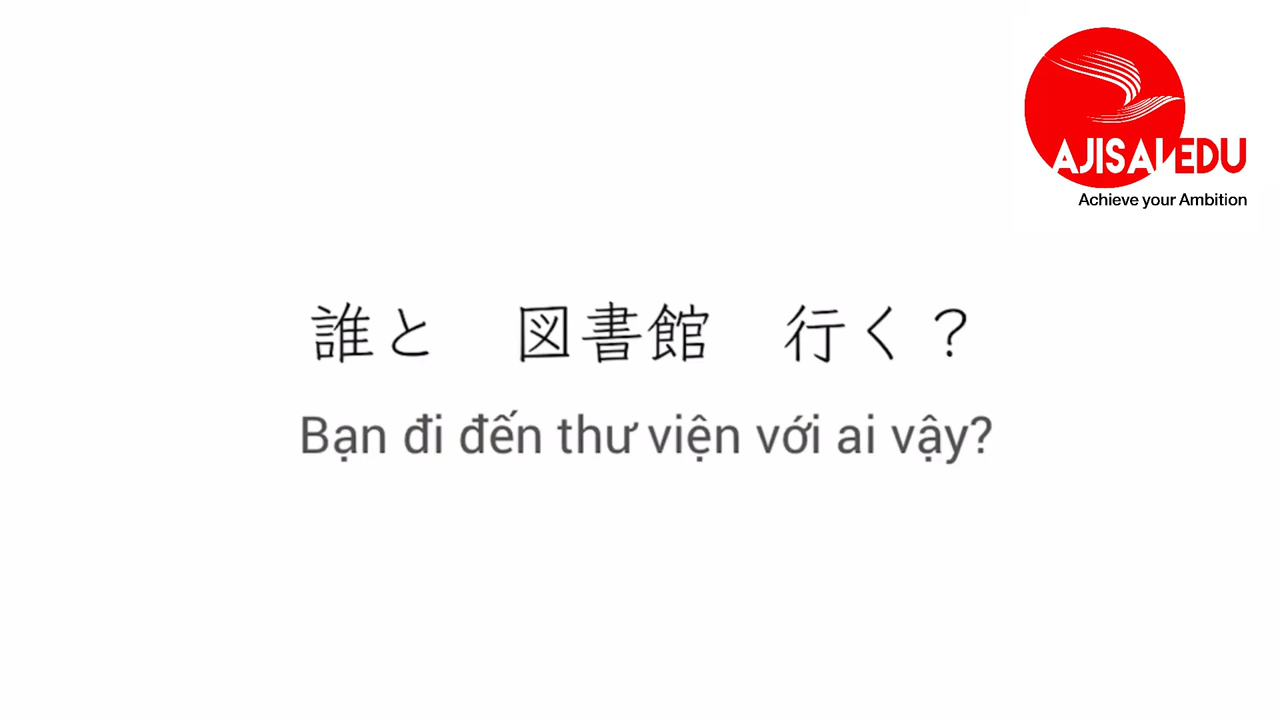 AJISAI EDU
Achieve your Ambition
誰と　図書館　行く？
Bạn đi đến thư viện với ai vậy?